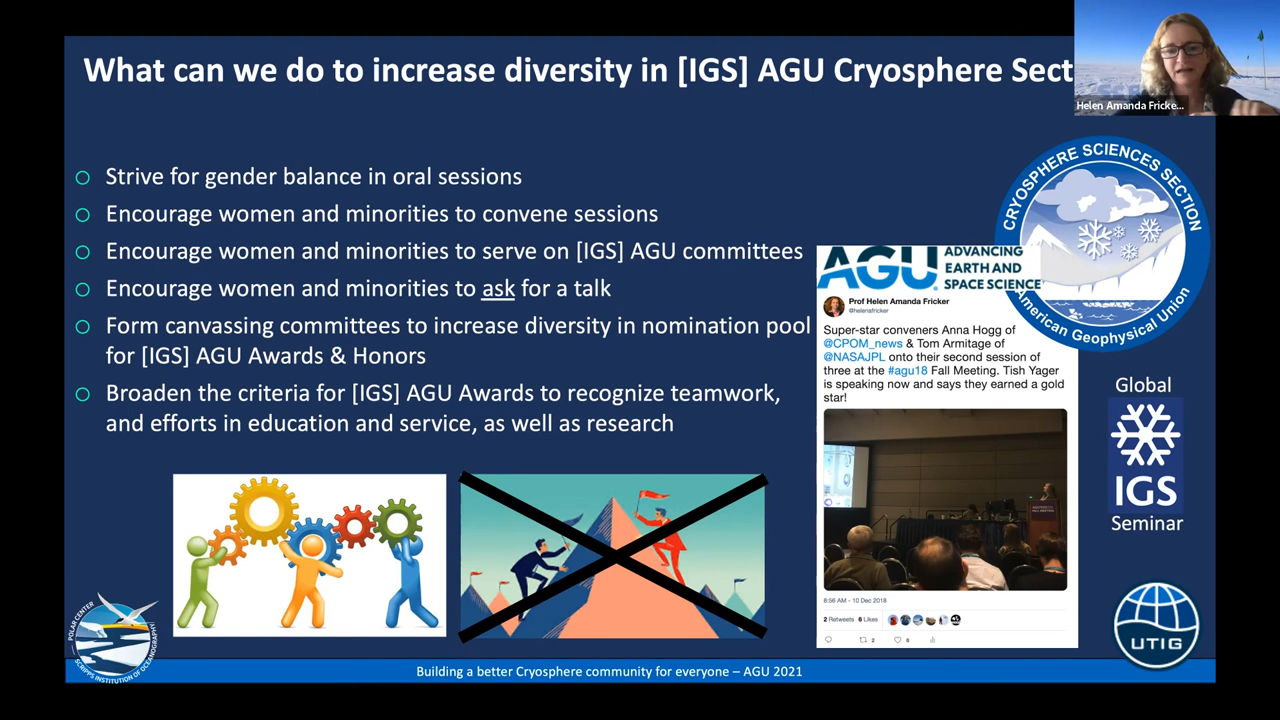 What can we do to increase diversity in [IGS] AGU Cryosphere Sect
Helen Amanda Fricke...
Strive for gender balance in oral sessions
Encourage women and minorities to convene sessions
Encourage women and minorities to serve on [IGS] AGU committees
Encourage women and minorities to ask for a talk
Form canvassing committees to increase diversity in nomination pool
for [IGS] AGU Awards & Honors
Broaden the criteria for [IGS] AGU Awards to recognize teamwork,
and efforts in education and service, as well as research
CRYOSPHERE SCIENCES SECTION
American Geophysical Union
AGU
ADVANCING
EARTH AND
SPACE SCIENCE
Prof Helen Amanda Fricker
@helenafricker
Super-star conveners Anna Hogg of
@CPOM_news & Tom Armitage of
@NASAJPL onto their second session of
three at the #agu18 Fall Meeting. Tish Yager
is speaking now and says they earned a gold
star!
8:56 AM - 10 Dec 2018
2 Retweets 6 Likes
2
6
Global
IGS
Seminar
UTIG
POLAR CENTER
SCRIPPS INSTITUTION OF OCEANOGRAPHY
Building a better Cryosphere community for everyone – AGU 2021